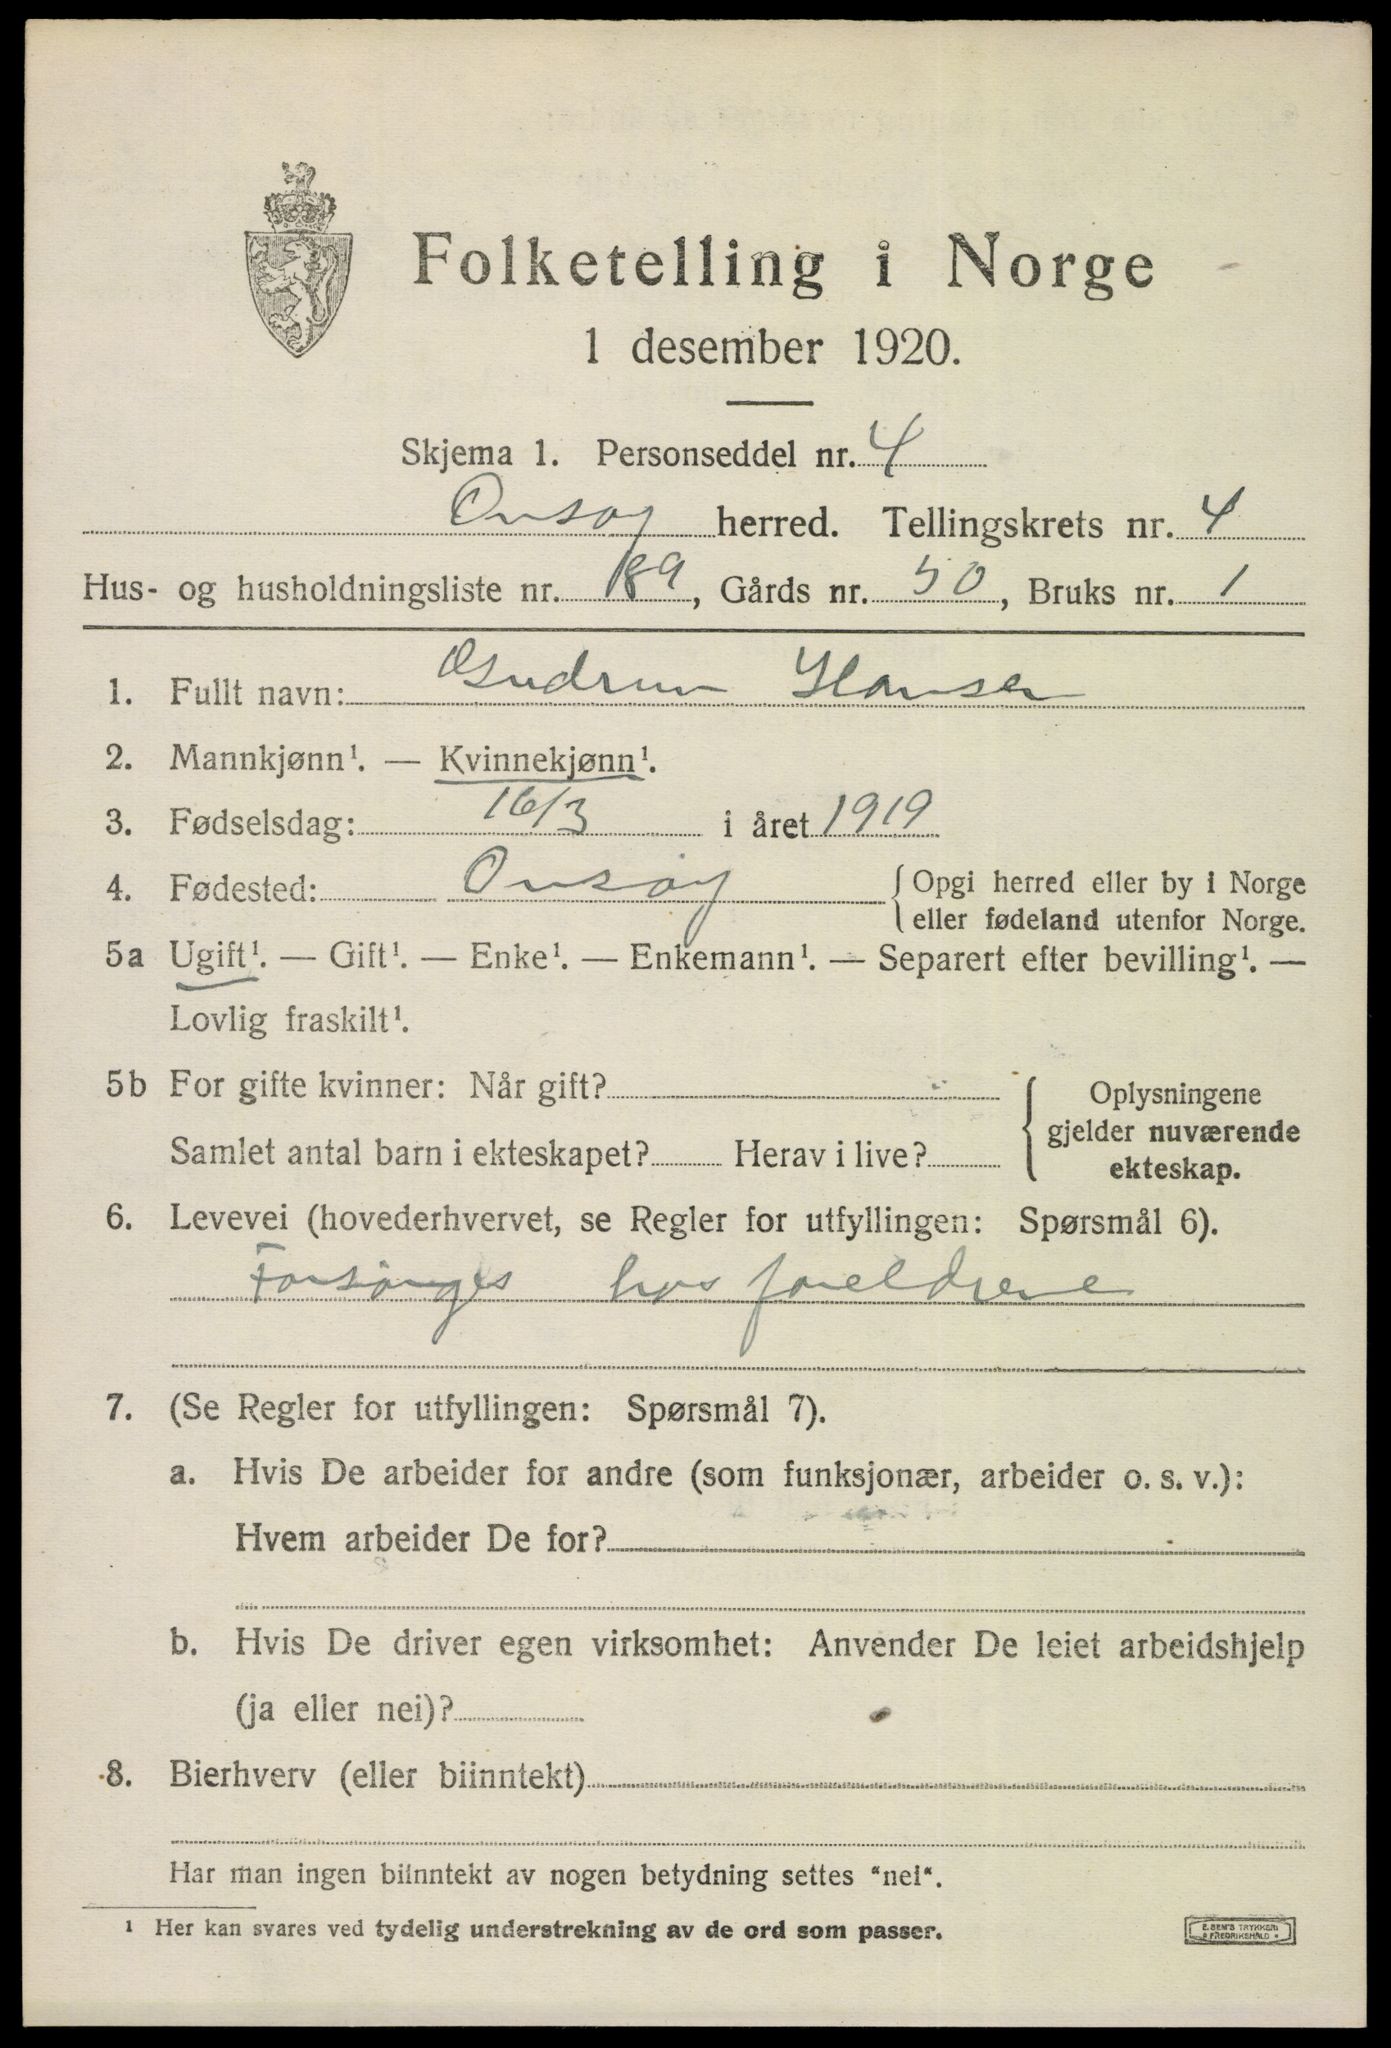 Folketelling i Norge
1 desember 1920.
Skjema 1. Personseddel nr. 4
Onsøy herred. Tellingskrets nr. 4
Hus- og husholdningsliste nr. 189, Gårds nr. 50, Bruks nr. 1
1. Fullt navn: Gudrun Hansen
2. Mannkjønn¹. — Kvinnekjønn¹.
3. Fødselsdag: 16/3 i året 1919
4. Fødested: Onsøy {Opgi herred eller by i Norge
eller fødeland utenfor Norge.
5a Ugift¹. — Gift¹. — Enke¹. — Enkemann¹. — Separert efter bevilling¹. —
Lovlig fraskilt¹.
5b For gifte kvinner: Når gift? Oplysningene
gjelder nuværende
Samlet antal barn i ekteskapet? Herav i live?
ekteskap.
6. Levevei (hovederhvervet, se Regler for utfyllingen: Spørsmål 6).
Forsørges hos foreldrene
7. (Se Regler for utfyllingen: Spørsmål 7).
a. Hvis De arbeider for andre (som funksjonær, arbeider o. s. v.):
Hvem arbeider De for?
b. Hvis De driver egen virksomhet: Anvender De leiet arbeidshjelp
(ja eller nei)?
8. Bierhverv (eller biinntekt)
Har man ingen biinntekt av nogen betydning settes "nei".
¹ Her kan svares ved tydelig understrekning av de ord som passer.
E. SEM'S TRYKKERI
FREDRIKSHALD